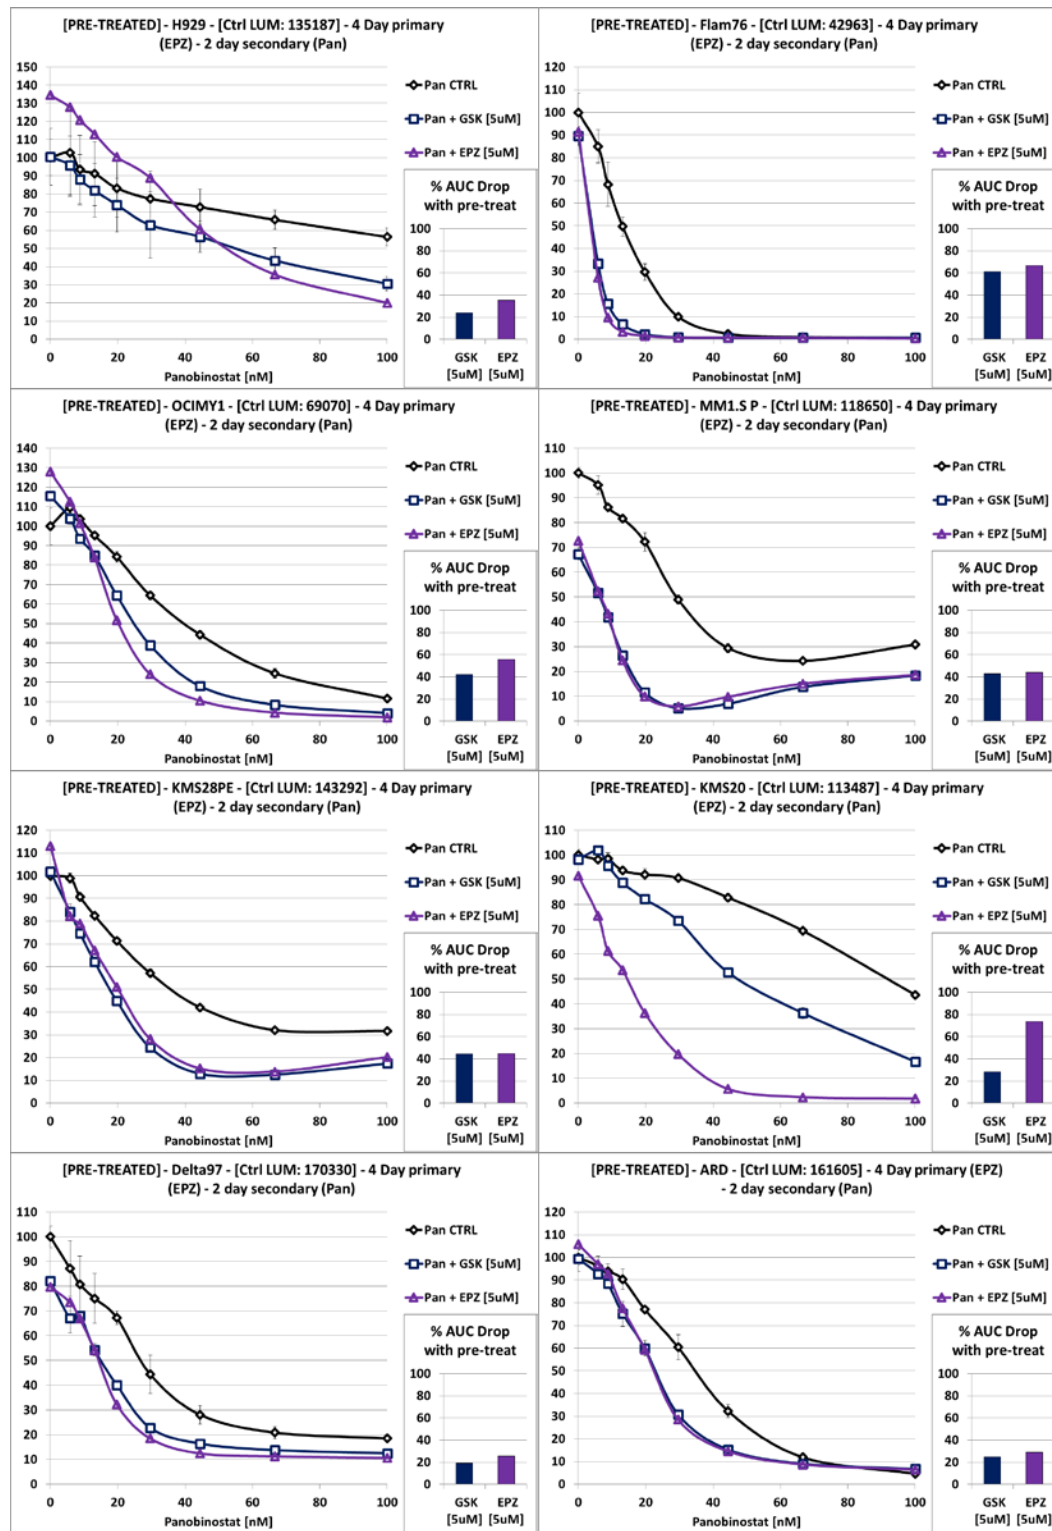 [PRE-TREATED] - H929 - [Ctrl LUM: 135187] - 4 Day primary
(EPZ) - 2 day secondary (Pan)
150
140
130
120
110
100
90
80
70
60
50
40
30
20
10
0
0 20 40 60 80 100
Panobinostat [nM]
Pan CTRL
Pan + GSK [5uM]
Pan + EPZ [5uM]
% AUC Drop
with pre-treat
100
80
60
40
20
0
GSK EPZ
[5uM] [5uM]
[PRE-TREATED] - Flam76 - [Ctrl LUM: 42963] - 4 Day primary
(EPZ) - 2 day secondary (Pan)
120
110
100
90
80
70
60
50
40
30
20
10
0
0 20 40 60 80 100
Panobinostat [nM]
Pan CTRL
Pan + GSK [5uM]
Pan + EPZ [5uM]
% AUC Drop
with pre-treat
100
80
60
40
20
0
GSK EPZ
[5uM] [5uM]
[PRE-TREATED] - OCIMY1 - [Ctrl LUM: 69070] - 4 Day primary
(EPZ) - 2 day secondary (Pan)
140
130
120
110
100
90
80
70
60
50
40
30
20
10
0
0 20 40 60 80 100
Panobinostat [nM]
Pan CTRL
Pan + GSK [5uM]
Pan + EPZ [5uM]
% AUC Drop
with pre-treat
100
80
60
40
20
0
GSK EPZ
[5uM] [5uM]
[PRE-TREATED] - MM1.S P - [Ctrl LUM: 118650] - 4 Day primary
(EPZ) - 2 day secondary (Pan)
110
100
90
80
70
60
50
40
30
20
10
0
0 20 40 60 80 100
Panobinostat [nM]
Pan CTRL
Pan + GSK [5uM]
Pan + EPZ [5uM]
% AUC Drop
with pre-treat
100
80
60
40
20
0
GSK EPZ
[5uM] [5uM]
[PRE-TREATED] - KMS28PE - [Ctrl LUM: 143292] - 4 Day primary
(EPZ) - 2 day secondary (Pan)
120
110
100
90
80
70
60
50
40
30
20
10
0
0 20 40 60 80 100
Panobinostat [nM]
Pan CTRL
Pan + GSK [5uM]
Pan + EPZ [5uM]
% AUC Drop
with pre-treat
100
80
60
40
20
0
GSK EPZ
[5uM] [5uM]
[PRE-TREATED] - KMS20 - [Ctrl LUM: 113487] - 4 Day primary
(EPZ) - 2 day secondary (Pan)
110
100
90
80
70
60
50
40
30
20
10
0
0 20 40 60 80 100
Panobinostat [nM]
Pan CTRL
Pan + GSK [5uM]
Pan + EPZ [5uM]
% AUC Drop
with pre-treat
100
80
60
40
20
0
GSK EPZ
[5uM] [5uM]
[PRE-TREATED] - Delta97 - [Ctrl LUM: 170330] - 4 Day primary
(EPZ) - 2 day secondary (Pan)
110
100
90
80
70
60
50
40
30
20
10
0
0 20 40 60 80 100
Panobinostat [nM]
Pan CTRL
Pan + GSK [5uM]
Pan + EPZ [5uM]
% AUC Drop
with pre-treat
100
80
60
40
20
0
GSK EPZ
[5uM] [5uM]
[PRE-TREATED] - ARD - [Ctrl LUM: 161605] - 4 Day primary (EPZ)
- 2 day secondary (Pan)
120
110
100
90
80
70
60
50
40
30
20
10
0
0 20 40 60 80 100
Panobinostat [nM]
Pan CTRL
Pan + GSK [5uM]
Pan + EPZ [5uM]
% AUC Drop
with pre-treat
100
80
60
40
20
0
GSK EPZ
[5uM] [5uM]